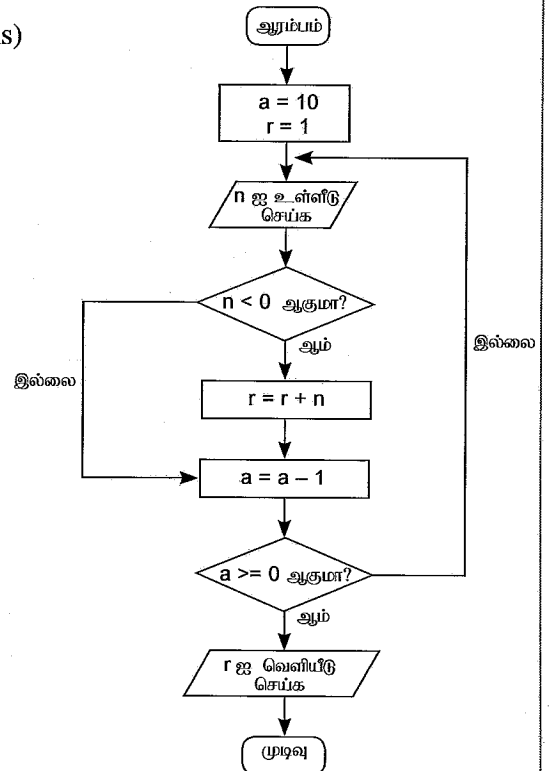 s)
ஆரம்பம்
a = 10
r = 1
n ஐ உள்ளீடு
செய்க
n < 0 ஆகுமா?
ஆம்
இல்லை
இல்லை
r = r + n
a = a – 1
a >= 0 ஆகுமா?
ஆம்
r ஐ வெளியீடு
செய்க
முடிவு